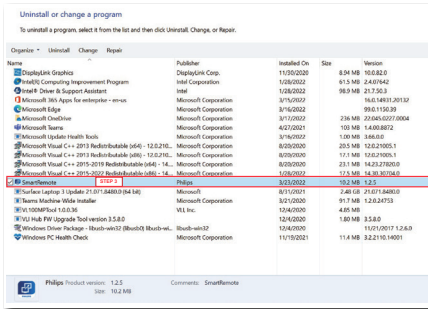 Uninstall or change a program
To uninstall a program, select it from the list and then click Uninstall, Change, or Repair.
Organize Uninstall Change Repair
Name Publisher Installed On Size Version
DisplayLink Graphics DisplayLink Corp. 11/30/2020 8.94 MB 10.0.82.0
Intel(R) Computing Improvement Program Intel 1/28/2022 61.5 MB 2.4.07642
Intel® Driver & Support Assistant Intel 1/28/2022 98.9 MB 21.7.50.3
Microsoft 365 Apps for enterprise - en-us Microsoft Corporation 3/15/2022 16.0.14931.20132
Microsoft Edge Microsoft Corporation 3/16/2022 99.0.1150.39
Microsoft OneDrive Microsoft Corporation 3/17/2022 236 MB 22.045.0227.0004
Microsoft Teams Microsoft Corporation 4/27/2021 103 MB 1.4.00.8872
Microsoft Update Health Tools Microsoft Corporation 3/16/2022 1.00 MB 3.66.0.0
Microsoft Visual C++ 2013 Redistributable (x64) - 12.0.210... Microsoft Corporation 8/20/2020 20.5 MB 12.0.21005.1
Microsoft Visual C++ 2013 Redistributable (x86) - 12.0.210... Microsoft Corporation 8/20/2020 17.1 MB 12.0.21005.1
Microsoft Visual C++ 2015-2019 Redistributable (x64) - 14... Microsoft Corporation 8/20/2020 23.1 MB 14.23.27820.0
Microsoft Visual C++ 2015-2022 Redistributable (x86) - 14... Microsoft Corporation 1/28/2022 17.5 MB 14.30.30704.0
SmartRemote STEP 3 Philips 3/23/2022 10.2 MB 1.2.5
Surface Laptop 3 Update 21.071.8480.0 (64 bit) Microsoft 8/31/2021 2.48 GB 21.071.8480.0
Teams Machine-Wide Installer Microsoft Corporation 8/21/2020 91.7 MB 1.2.0.24753
VL100MPTool 1.0.0.36 VLI, Inc. 12/4/2020 4.85 MB
VLI Hub FW Upgrade Tool version 3.5.8.0 12/4/2020 1.80 MB 3.5.8.0
Windows Driver Package - libusb-win32 (libusb0) libusb-wi... libusb-win32 12/4/2020 11/21/2017 1.2.6.0
Windows PC Health Check Microsoft Corporation 11/19/2021 11.4 MB 3.2.2110.14001
Philips Product version: 1.2.5 Comments: SmartRemote
Size: 10.2 MB